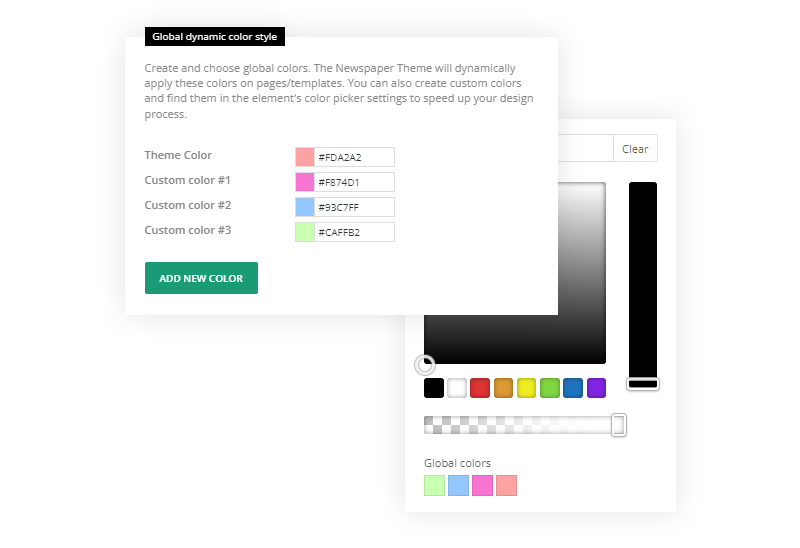 Global dynamic color style
Create and choose global colors. The Newspaper Theme will dynamically
apply these colors on pages/templates. You can also create custom colors
and find them in the element's color picker settings to speed up your design
process.
Theme Color #FDA2A2
Custom color #1 #F874D1
Custom color #2 #93C7FF
Custom color #3 #CAFFB2
ADD NEW COLOR
Clear
Global colors